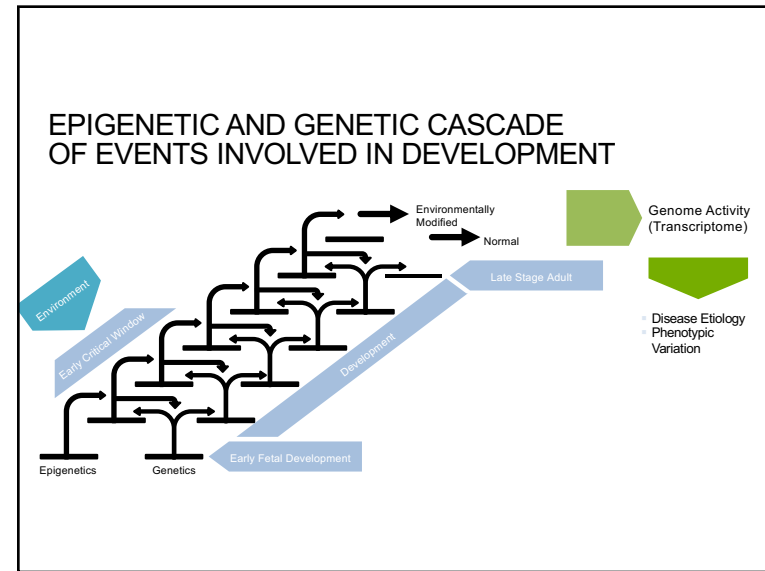 EPIGENETIC AND GENETIC CASCADE
OF EVENTS INVOLVED IN DEVELOPMENT
Environmentally
Modified
Normal
Genome Activity
(Transcriptome)
Late Stage Adult
Environment
Early Critical Window
Development
Disease Etiology
Phenotypic
Variation
Early Fetal Development
Epigenetics
Genetics